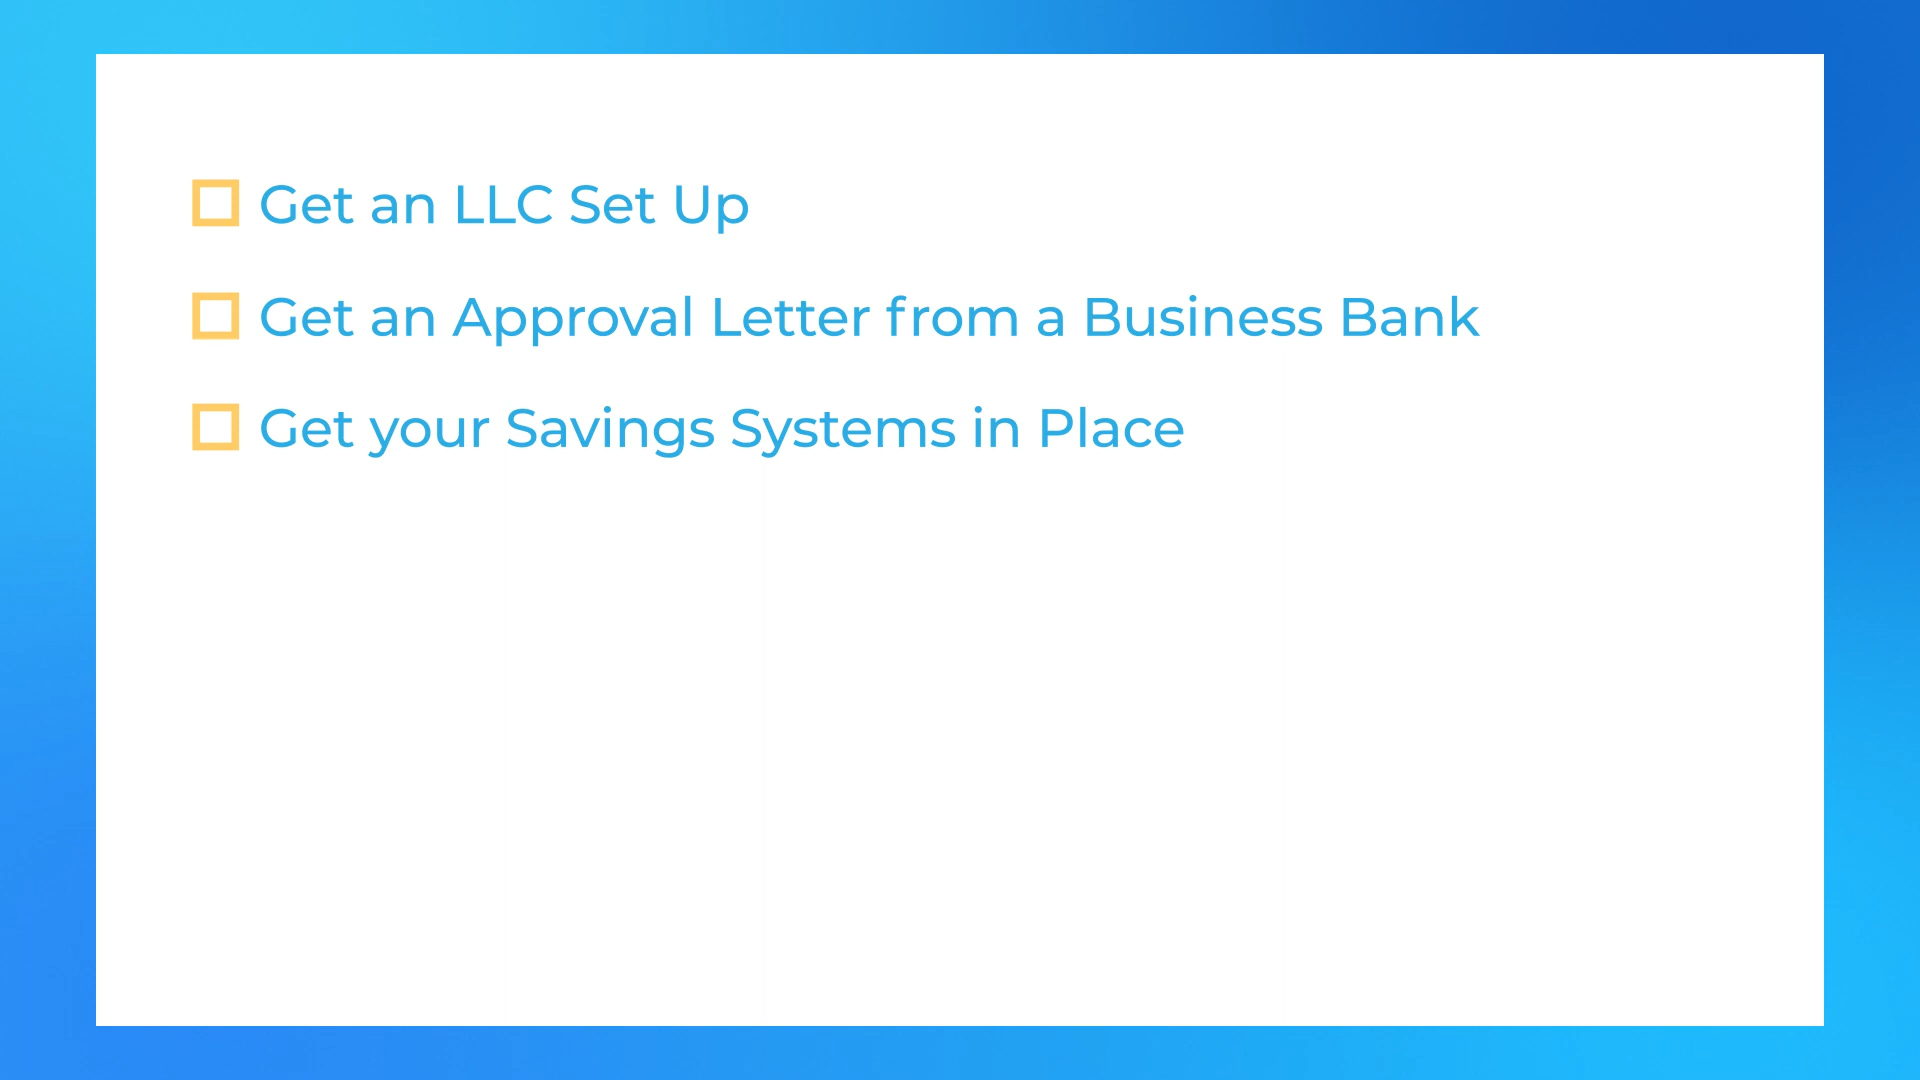 Get an LLC Set Up
Get an Approval Letter from a Business Bank
Get your Savings Systems in Place